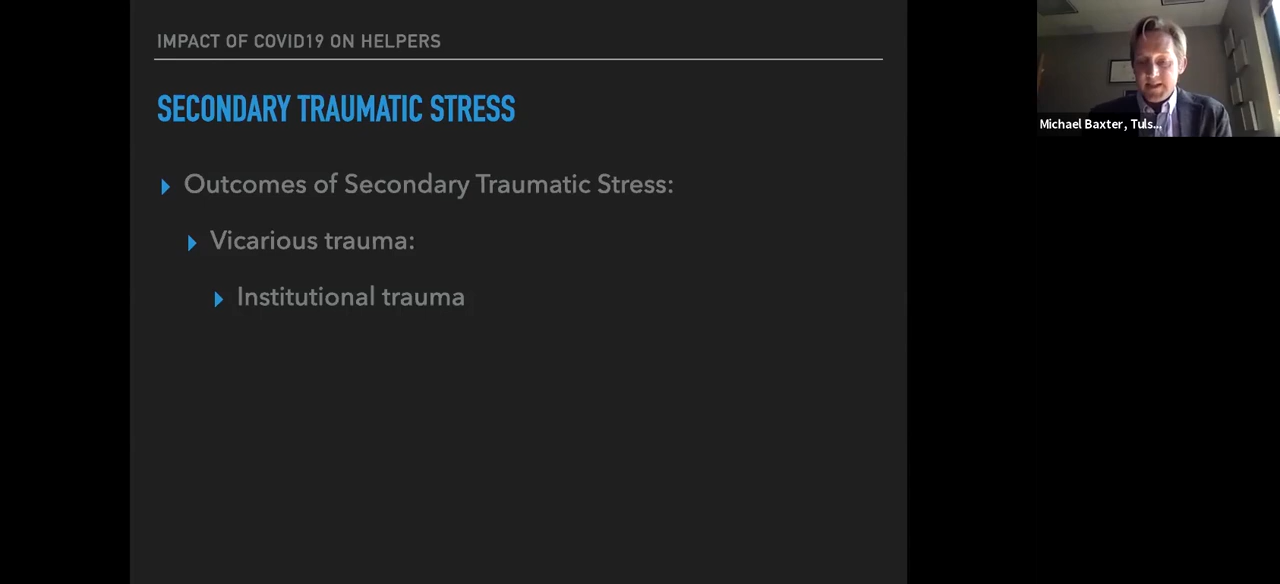 IMPACT OF COVID19 ON HELPERS
SECONDARY TRAUMATIC STRESS
Outcomes of Secondary Traumatic Stress:
Vicarious trauma:
Institutional trauma
Michael Baxter, Tuls...